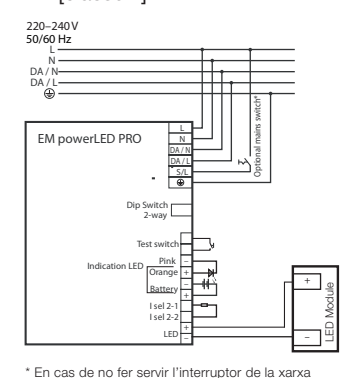 220–240 V
50/60 Hz
L
N
DA / N
DA / L
EM powerLED PRO
L
N
DA / N
DA / L
S/L
Optional mains switch*
Dip Switch
2-way
Test switch
Indication LED
Pink
Orange
Battery
I sel 2-1
I sel 2-2
LED
–
+
–
+
+
–
+
–
LED Module
* En cas de no fer servir l'interruptor de la xarxa